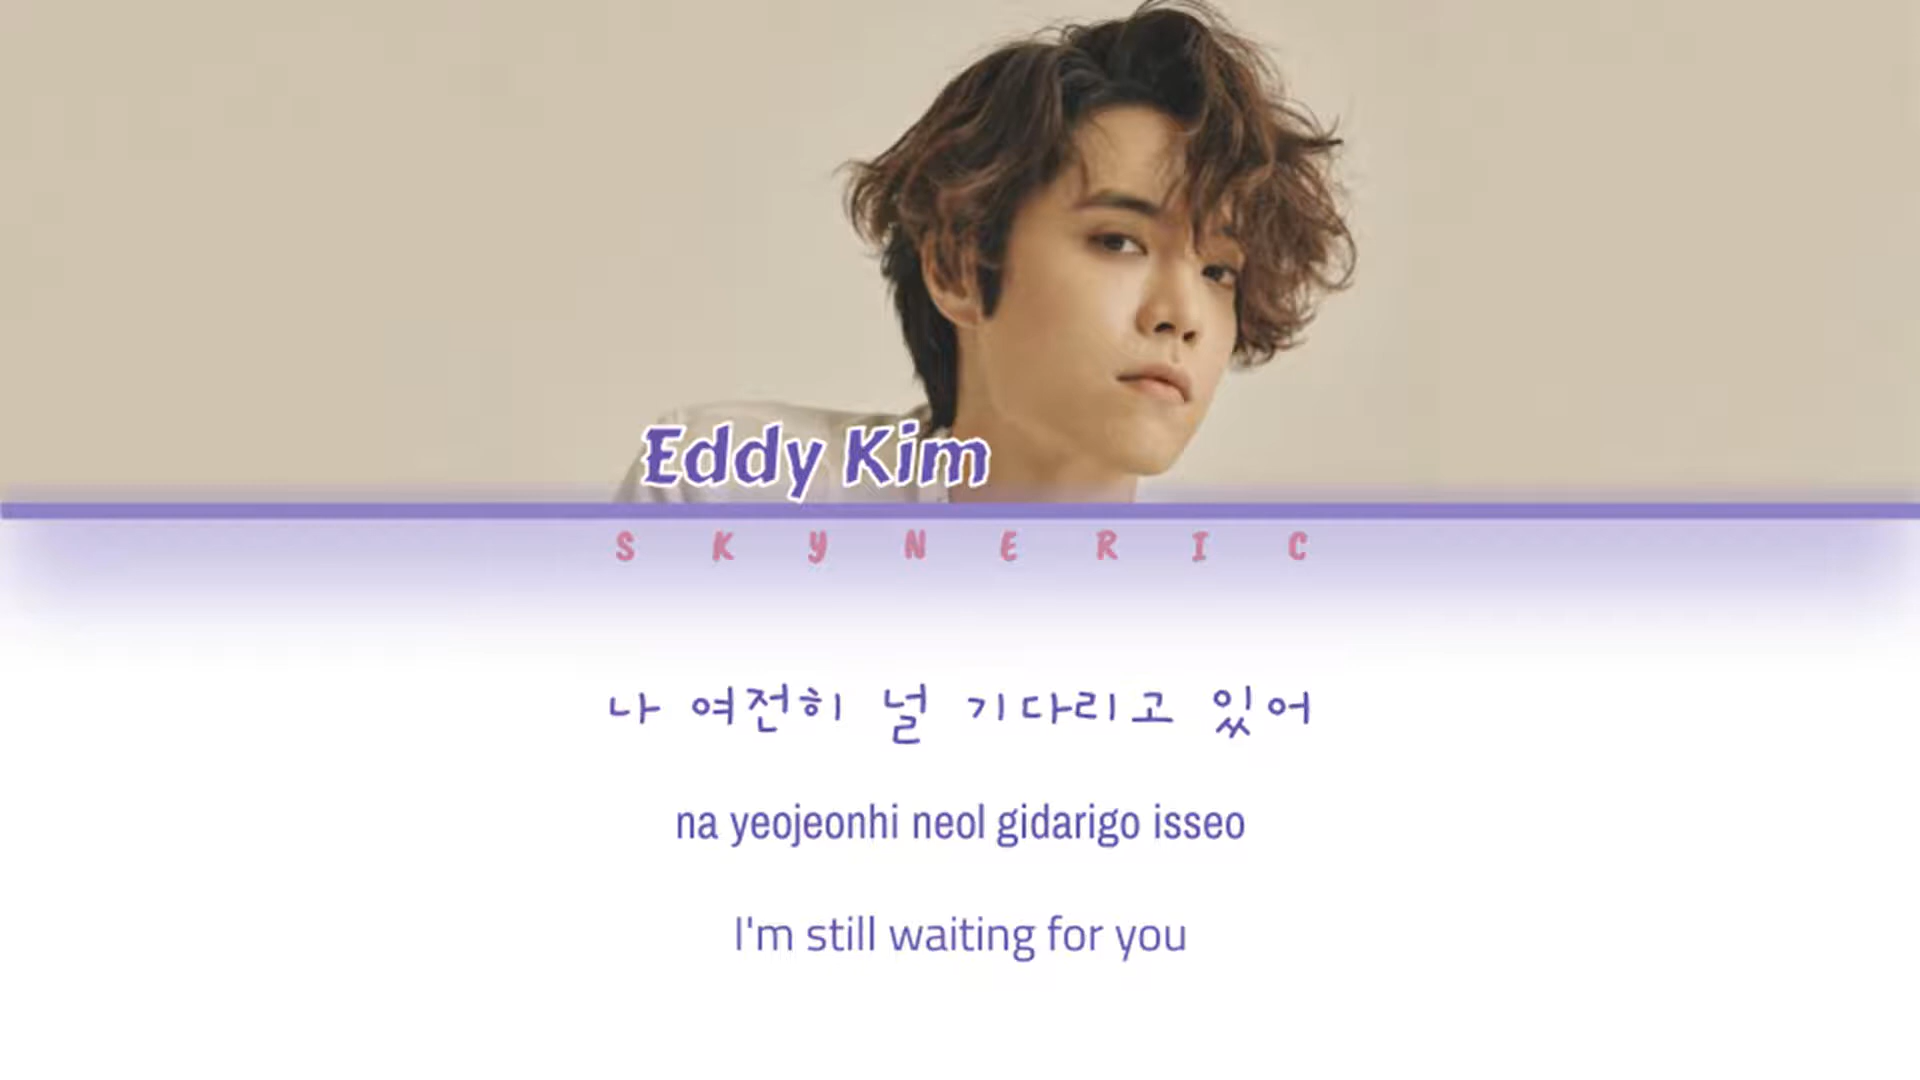 Eddy Kim
SKYNERIC
나 여전히 널 기다리고 있어
na yeojeonhi neol gidarigo isseo
I'm still waiting for you